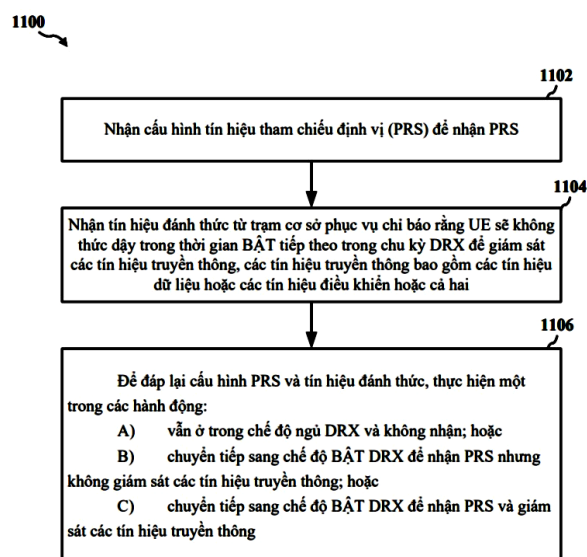 1100
1102
Nhận cấu hình tín hiệu tham chiếu định vị (PRS) để nhận PRS
1104
Nhận tín hiệu đánh thức từ trạm cơ sở phục vụ chỉ báo rằng UE sẽ không
thức dậy trong thời gian BẬT tiếp theo trong chu kỳ DRX để giám sát
các tín hiệu truyền thông, các tín hiệu truyền thông bao gồm các tín hiệu
dữ liệu hoặc các tín hiệu điều khiển hoặc cả hai
1106
Để đáp lại cấu hình PRS và tín hiệu đánh thức, thực hiện một
trong các hành động:
A) vẫn ở trong chế độ ngủ DRX và không nhận; hoặc
B) chuyển tiếp sang chế độ BẬT DRX để nhận PRS nhưng
không giám sát các tín hiệu truyền thông; hoặc
C) chuyển tiếp sang chế độ BẬT DRX để nhận PRS và giám
sát các tín hiệu truyền thông